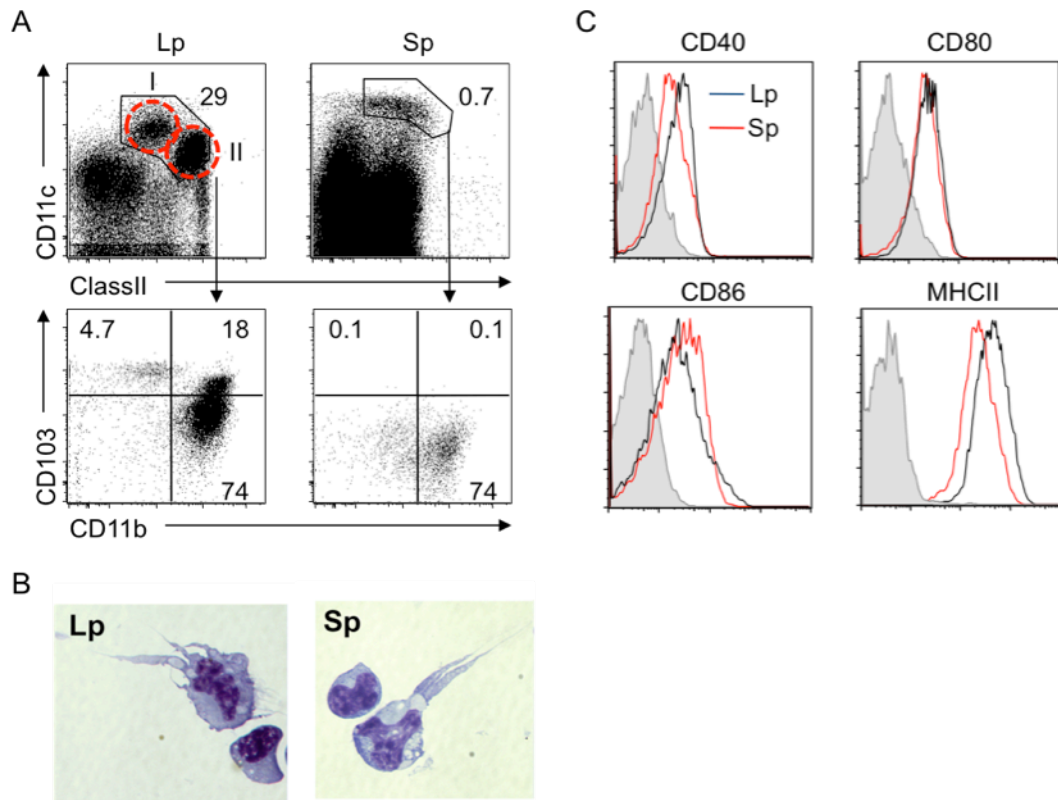 A
Lp
Sp
I
29
II
0.7
CD11c
ClassII
4.7
18
74
0.1
0.1
74
CD103
CD11b
B
Lp
Sp
C
CD40
CD80
Lp
Sp
CD86
MHCII